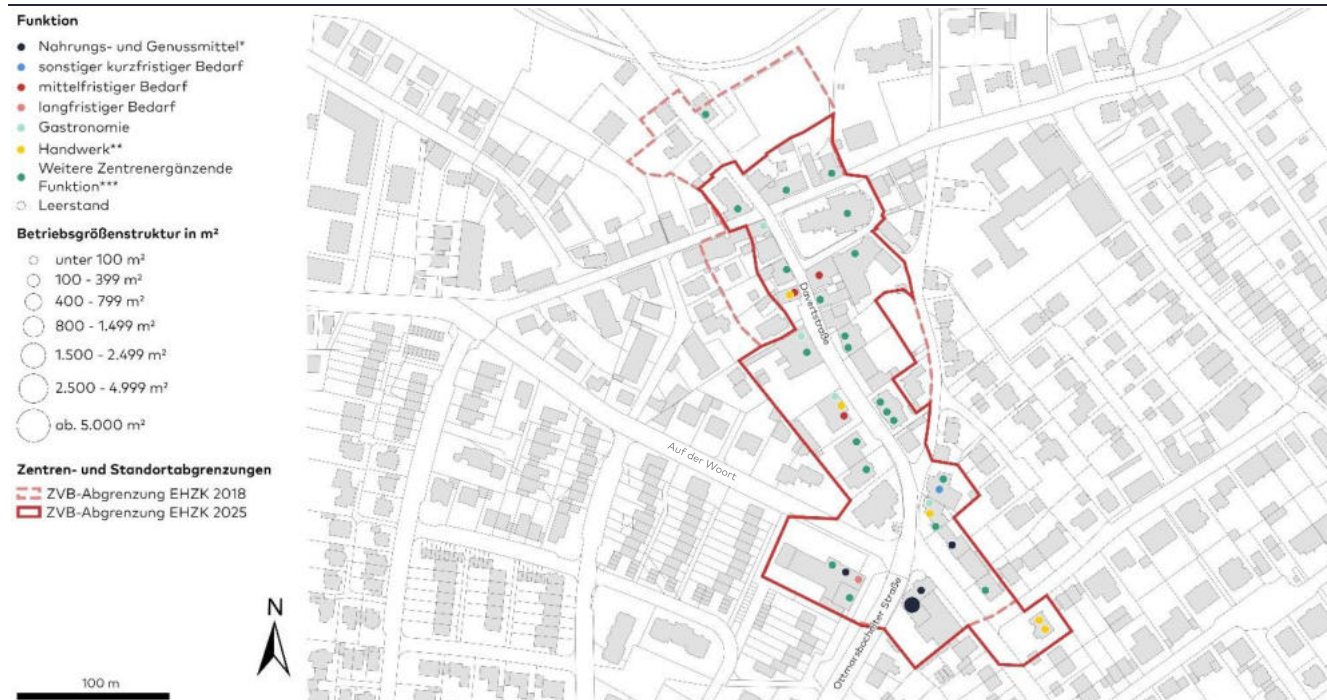 Funktion
Nahrungs- und Genussmittel*
sonstiger kurzfristiger Bedarf
mittelfristiger Bedarf
langfristiger Bedarf
Gastronomie
Handwerk**
Weitere Zentrenergänzende
Funktion***
Leerstand
Betriebsgrößenstruktur in m²
unter 100 m²
100 - 399 m²
400 - 799 m²
800 - 1.499 m²
1.500 - 2.499 m²
2.500 - 4.999 m²
ab. 5.000 m²
Zentren- und Standortabgrenzungen
ZVB-Abgrenzung EHZK 2018
ZVB-Abgrenzung EHZK 2025
N
100 m
Davertstraße
Auf der Woort
Ottmarsbocholter Straße